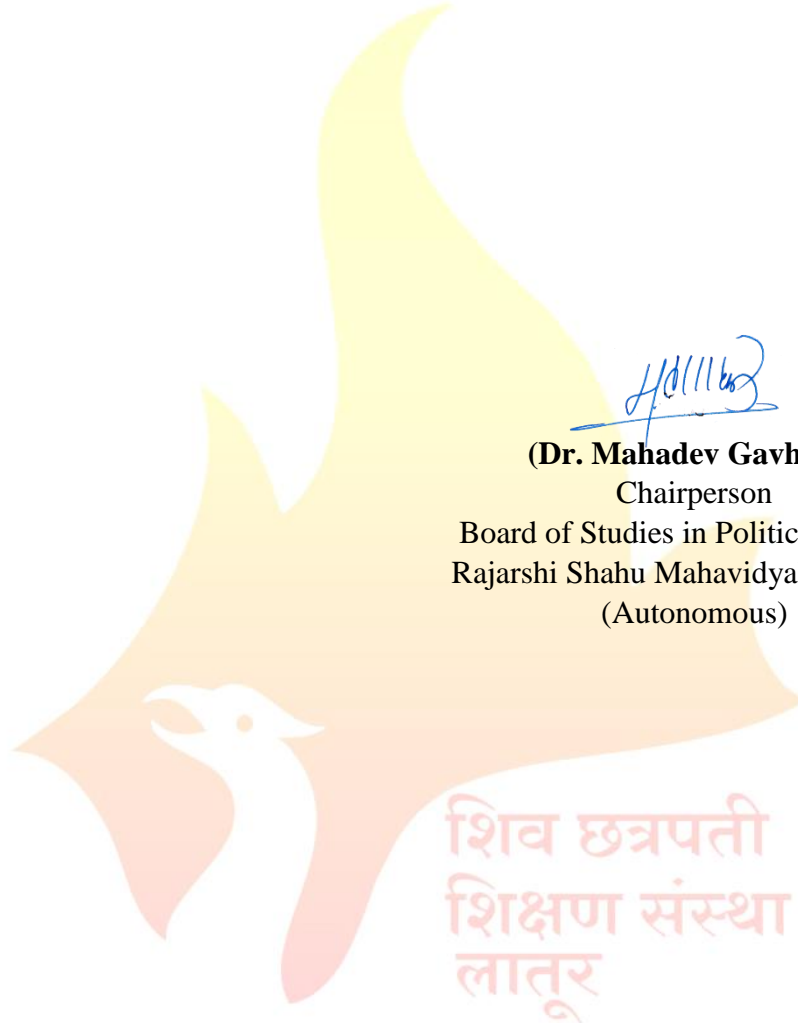 (Dr. Mahadev Gavh
Chairperson
Board of Studies in Politic
Rajarshi Shahu Mahavidya
(Autonomous)
शिव छत्रपती
शिक्षण संस्था
लातूर